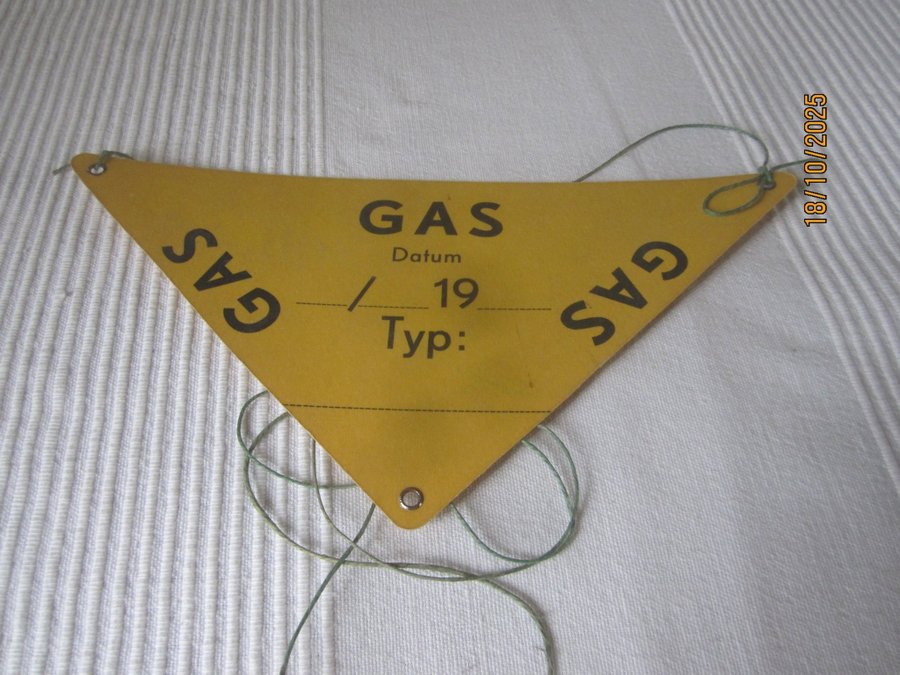 GAS
Datum
/ 19
Typ:
GAS
GAS
18/10/2025